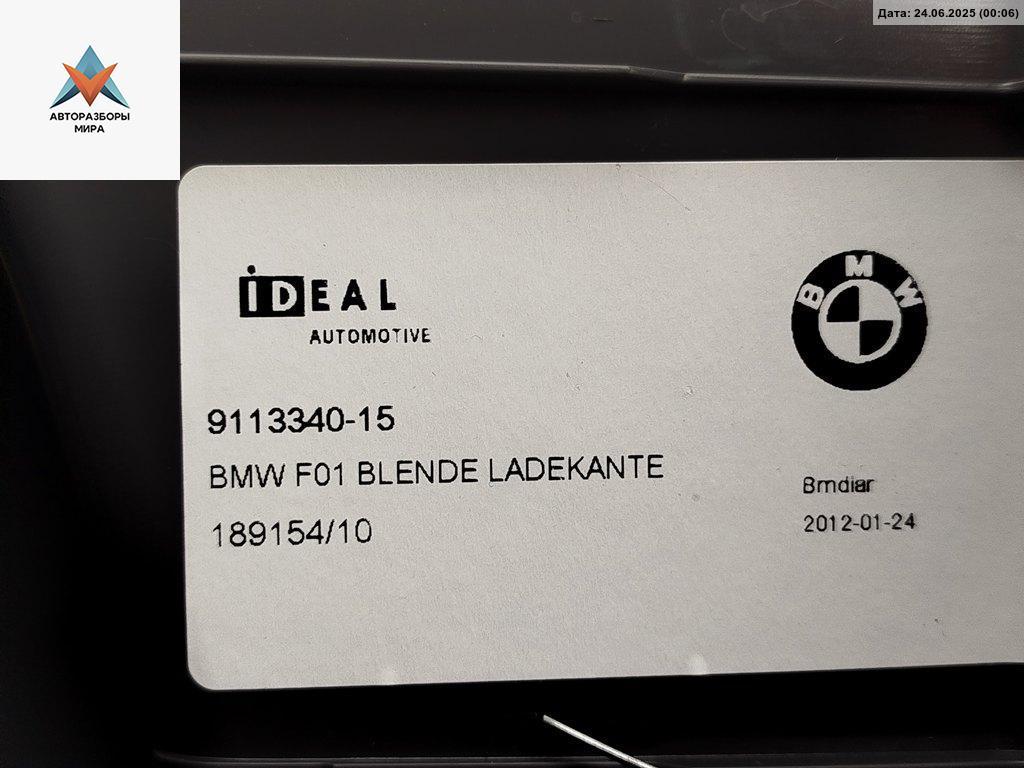 Дата: 24.06.2025 (00:06)
АВТОРАЗБОРЫ
МИРА
iDEAL
AUTOMOTIVE
BMW
9113340-15
BMW F01 BLENDE LADEKANTE
189154/10
Bmdiar
2012-01-24